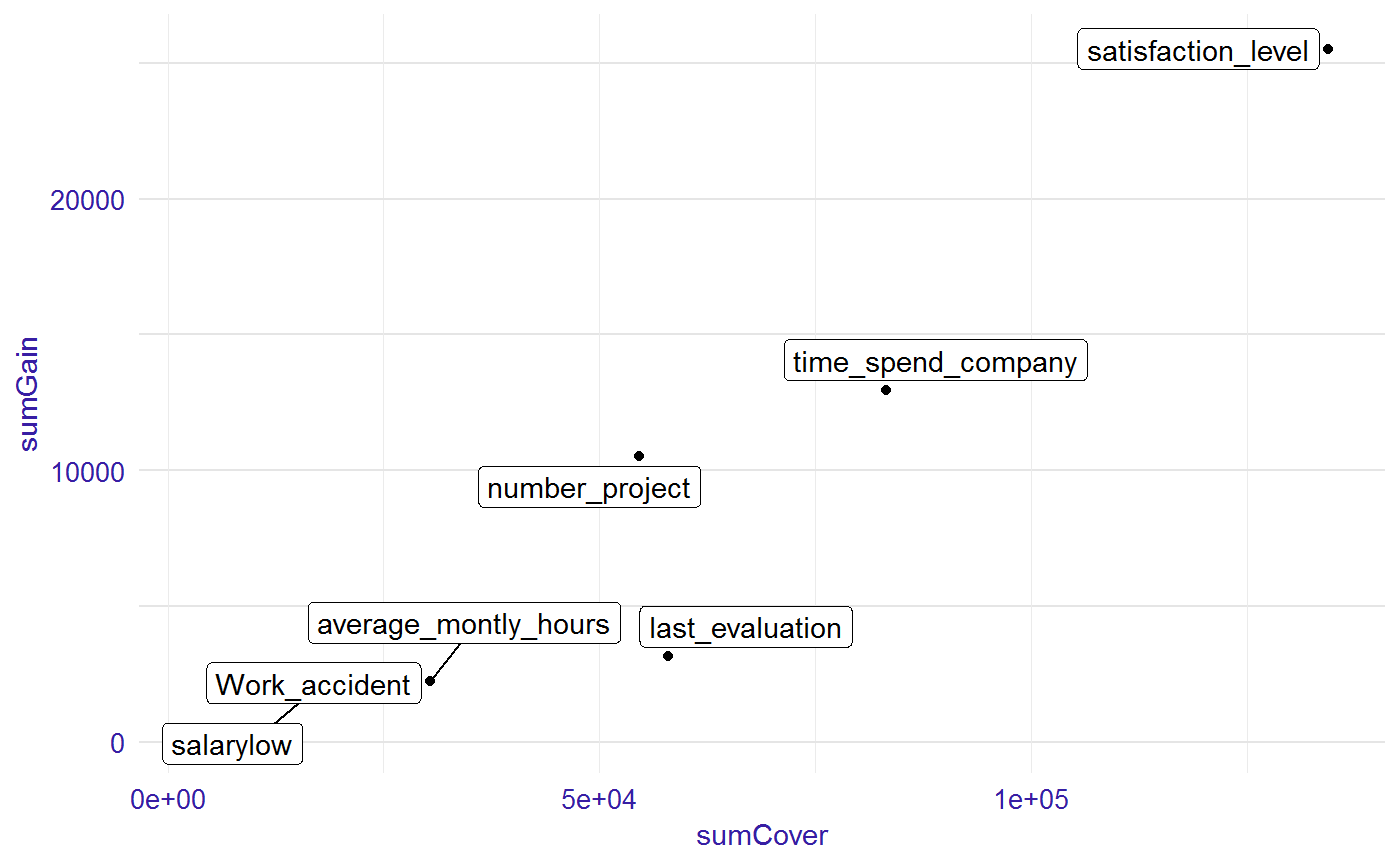 satisfaction_level
20000
time_spend_company
sumGain
10000
number_project
average_montly_hours
last_evaluation
Work_accident
salarylow
0
0e+00
5e+04
1e+05
sumCover